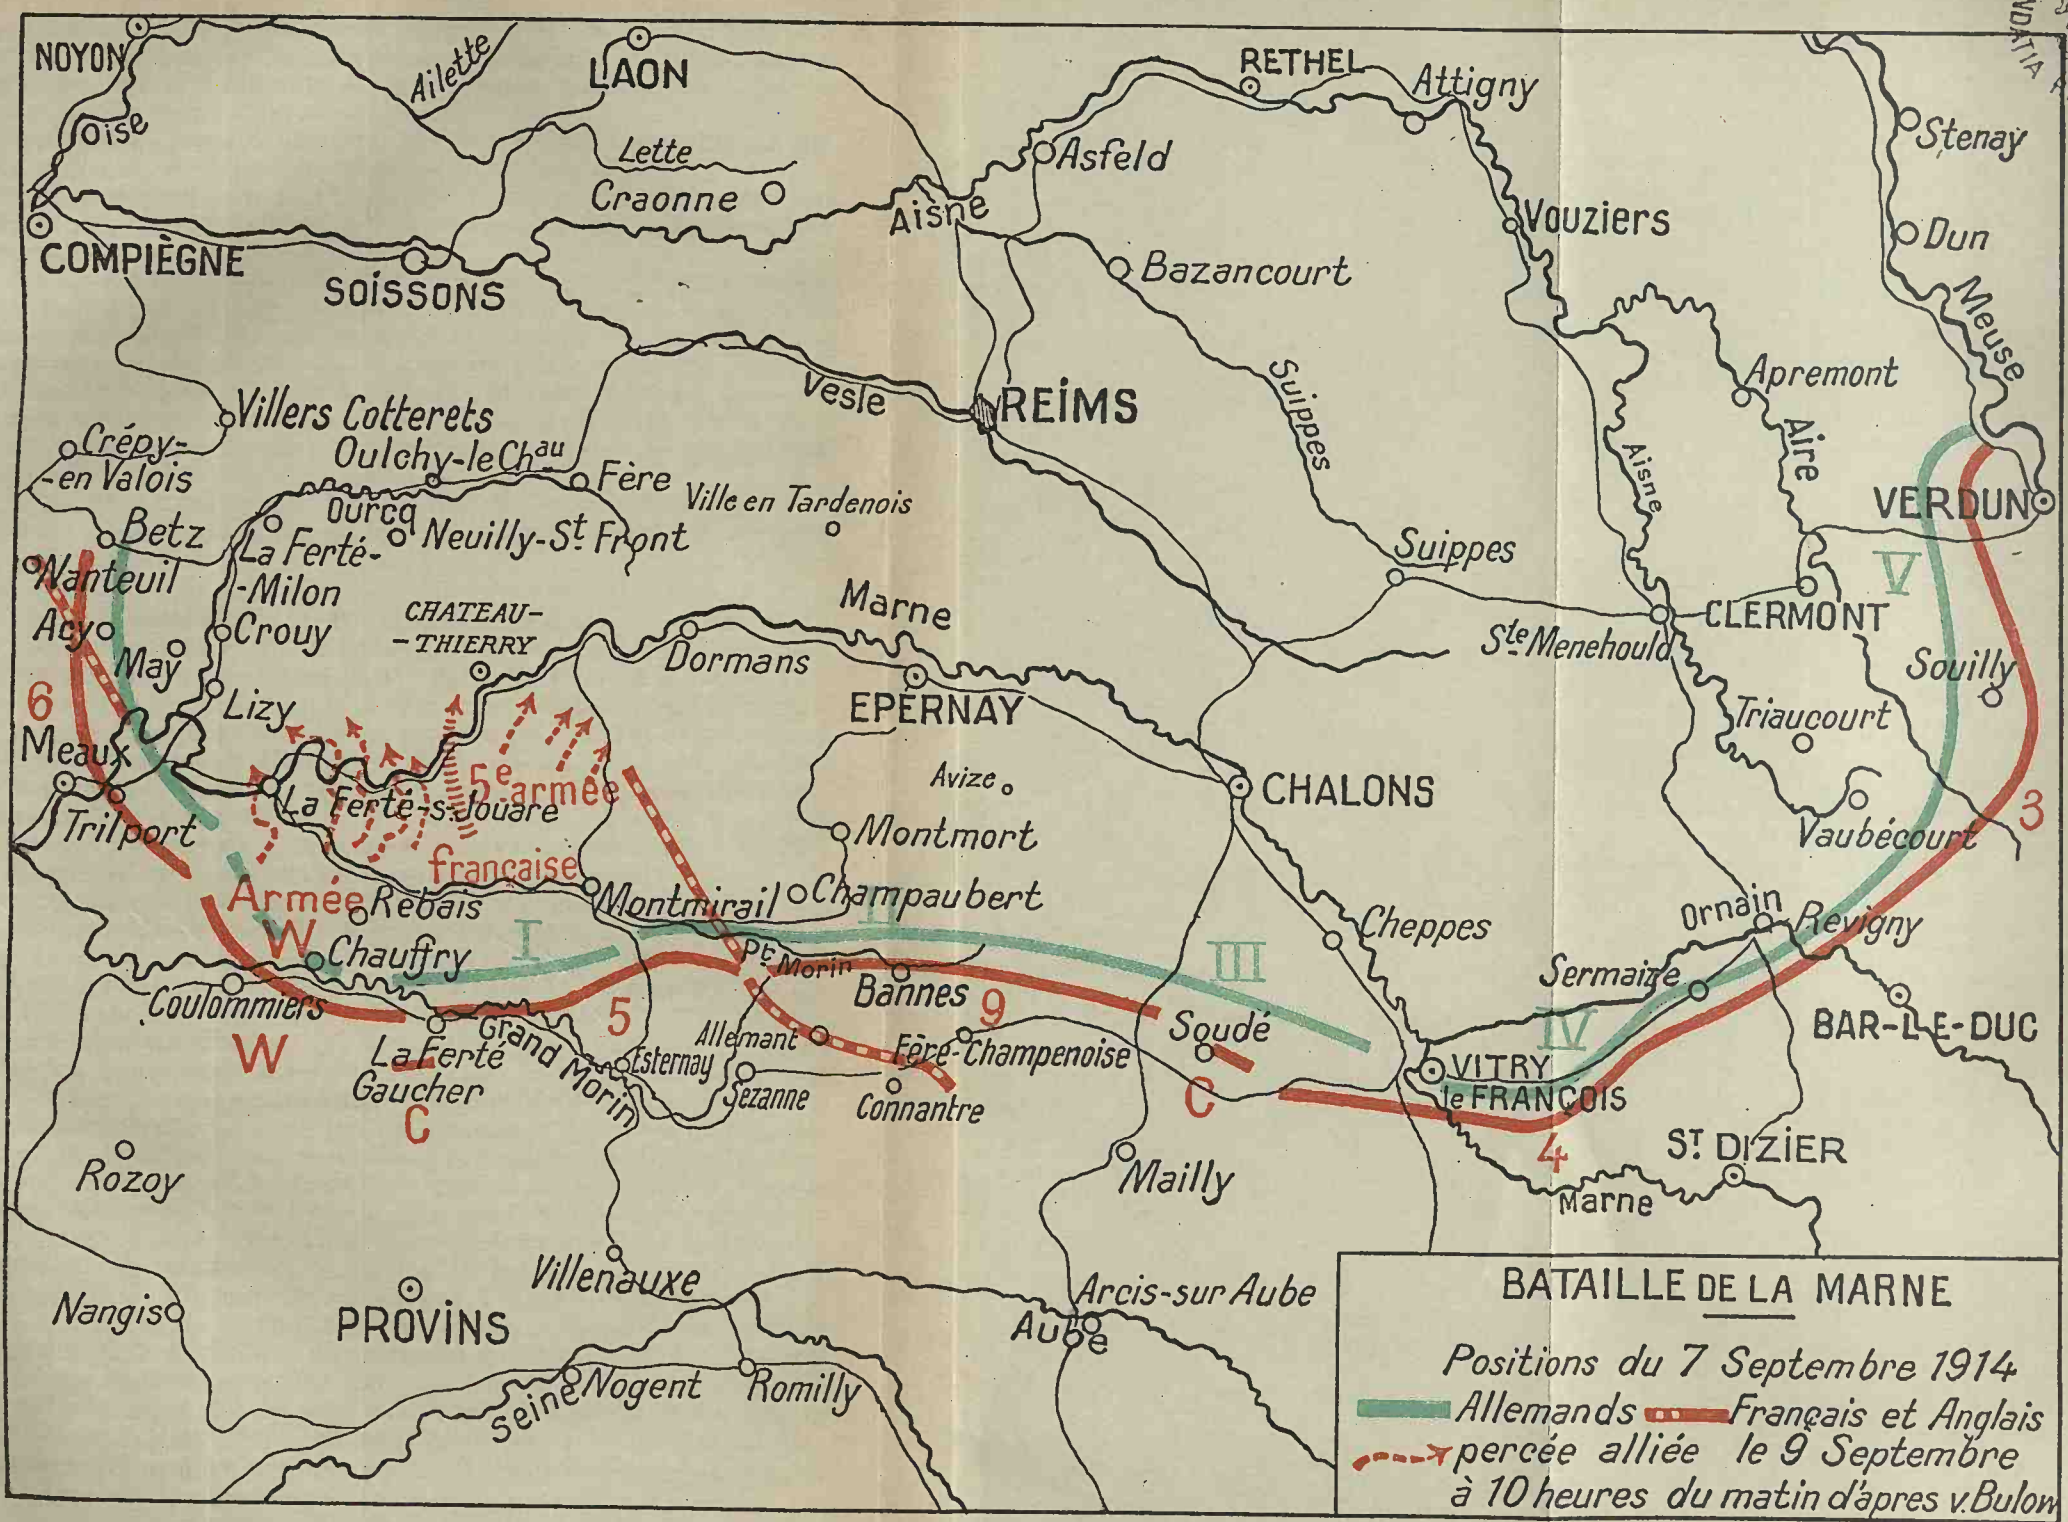 NOYON
Ailette
LAON
RETHEL
Attigny
Oise
Lette
Craonne
Asfeld
Stenay
Aisne
Vouziers
Dun
COMPIÈGNE
SOISSONS
Bazancourt
Meuse
Vesle
REIMS
Suippes
Apremont
Aire
Aisne
Villers Cotterets
Crépy-
-en Valois
Oulchy-le Chau
Fère
Ville en Tardenois
VERDUN
Betz
Ourcq
La Ferté-
-Milon
Neuilly-St. Front
Suippes
V
Nanteuil
Acy
May
Crouy
CHATEAU-
-THIERRY
Marne
Dormans
Ste Menehould
CLERMONT
Souilly
6
Lizy
EPERNAY
Triaucourt
Meaux
5e armée
Avize
CHALONS
3
La Ferté-s.-Jouare
Trilport
Montmort
Vaubécourt
française
Armée
Rebais
Montmirail
Champaubert
II
Cheppes
Ornain
Revigny
W
Chauffry
I
Pt Morin
III
Sermaize
Coulommiers
Bannes
9
5
Soudé
IV
BAR-LE-DUC
W
La Ferté
Gaucher
Grand Morin
Esternay
Allemant
Fère-Champenoise
VITRY
le FRANÇOIS
C
Sezanne
Connantre
C
4
ST. DIZIER
Rozoy
Mailly
Marne
Villenauxe
Nangis
PROVINS
Arcis-sur Aube
Aube
Seine
Nogent
Romilly
BATAILLE DE LA MARNE
Positions du 7 Septembre 1914
Allemands Français et Anglais
percée alliée le 9 Septembre
à 10 heures du matin d'apres v. Bulow